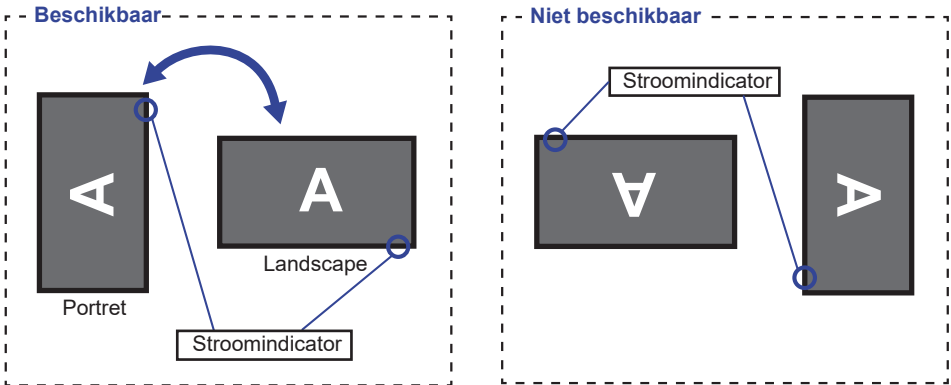 Beschikbaar
A
A
Landscape
Portret
Stroomindicator
Niet beschikbaar
Stroomindicator
A
A